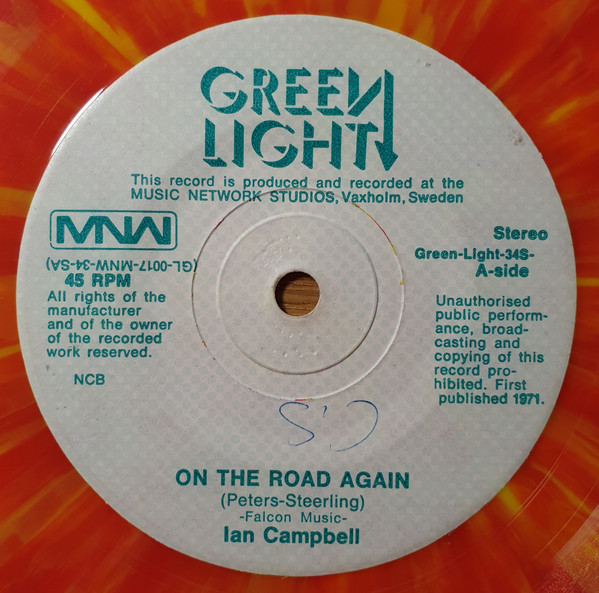 GREEN
LIGHT
This record is produced and recorded at the
MUSIC NETWORK STUDIOS, Vaxholm, Sweden
MNW
(GL-0017-MNW-34-SA)
45 RPM
All rights of the
manufacturer
and of the owner
of the recorded
work reserved.
NCB
Stereo
Green-Light-34S-
A-side
Unauthorised
public perform-
ance, broad-
casting and
copying of this
record pro-
hibited. First
published 1971.
ON THE ROAD AGAIN
(Peters-Steerling)
-Falcon Music-
Ian Campbell